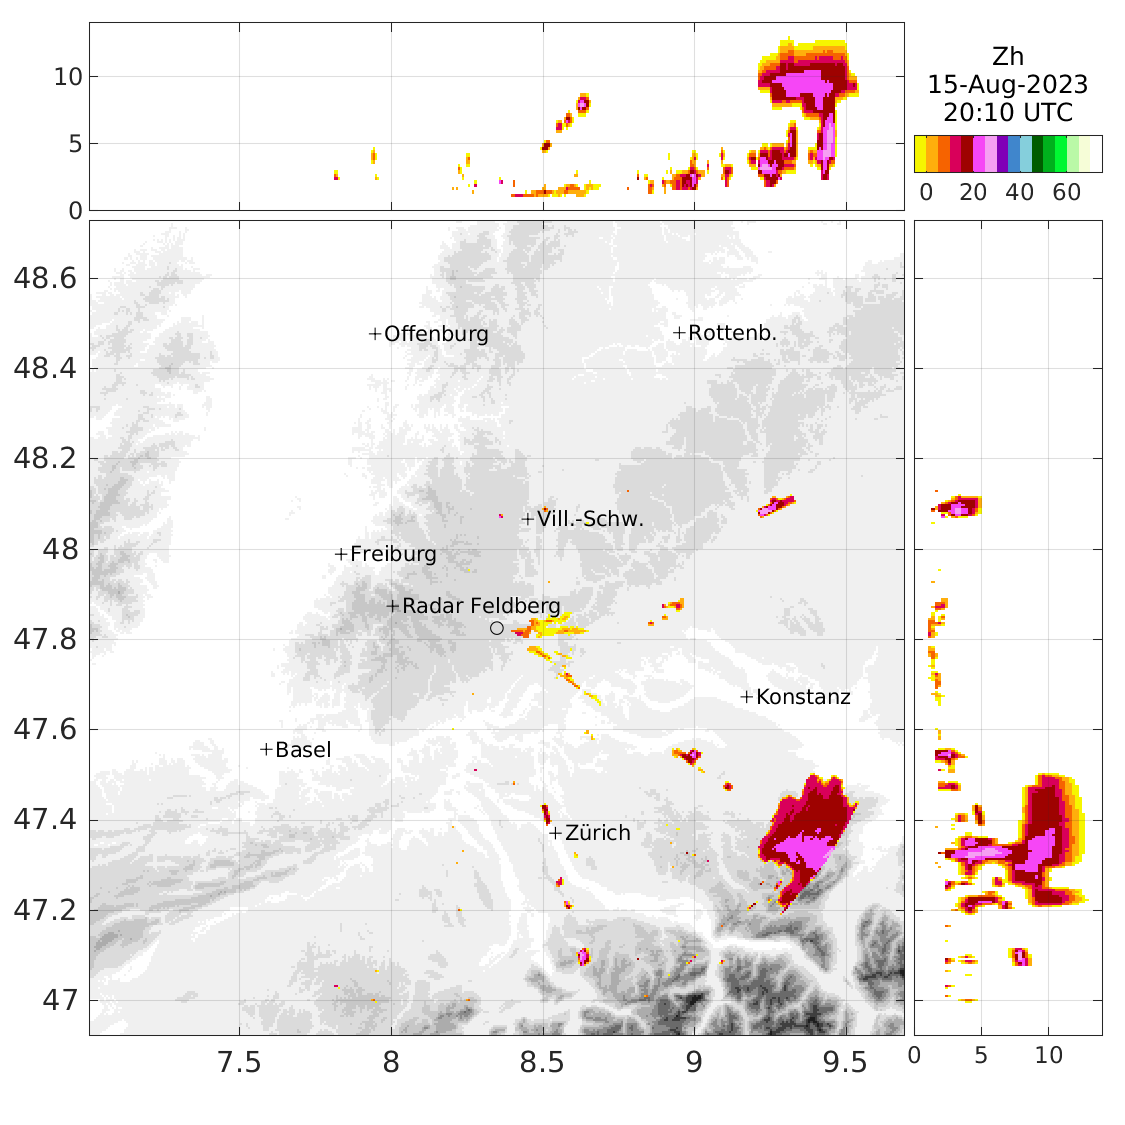 10
5
0
Zh
15-Aug-2023
20:10 UTC
0 20 40 60
48.6
48.4
48.2
48
47.8
47.6
47.4
47.2
47
Offenburg
Rottenb.
Vill.-Schw.
Freiburg
Radar Feldberg
Konstanz
Basel
Zürich
7.5 8 8.5 9 9.5
0 5 10